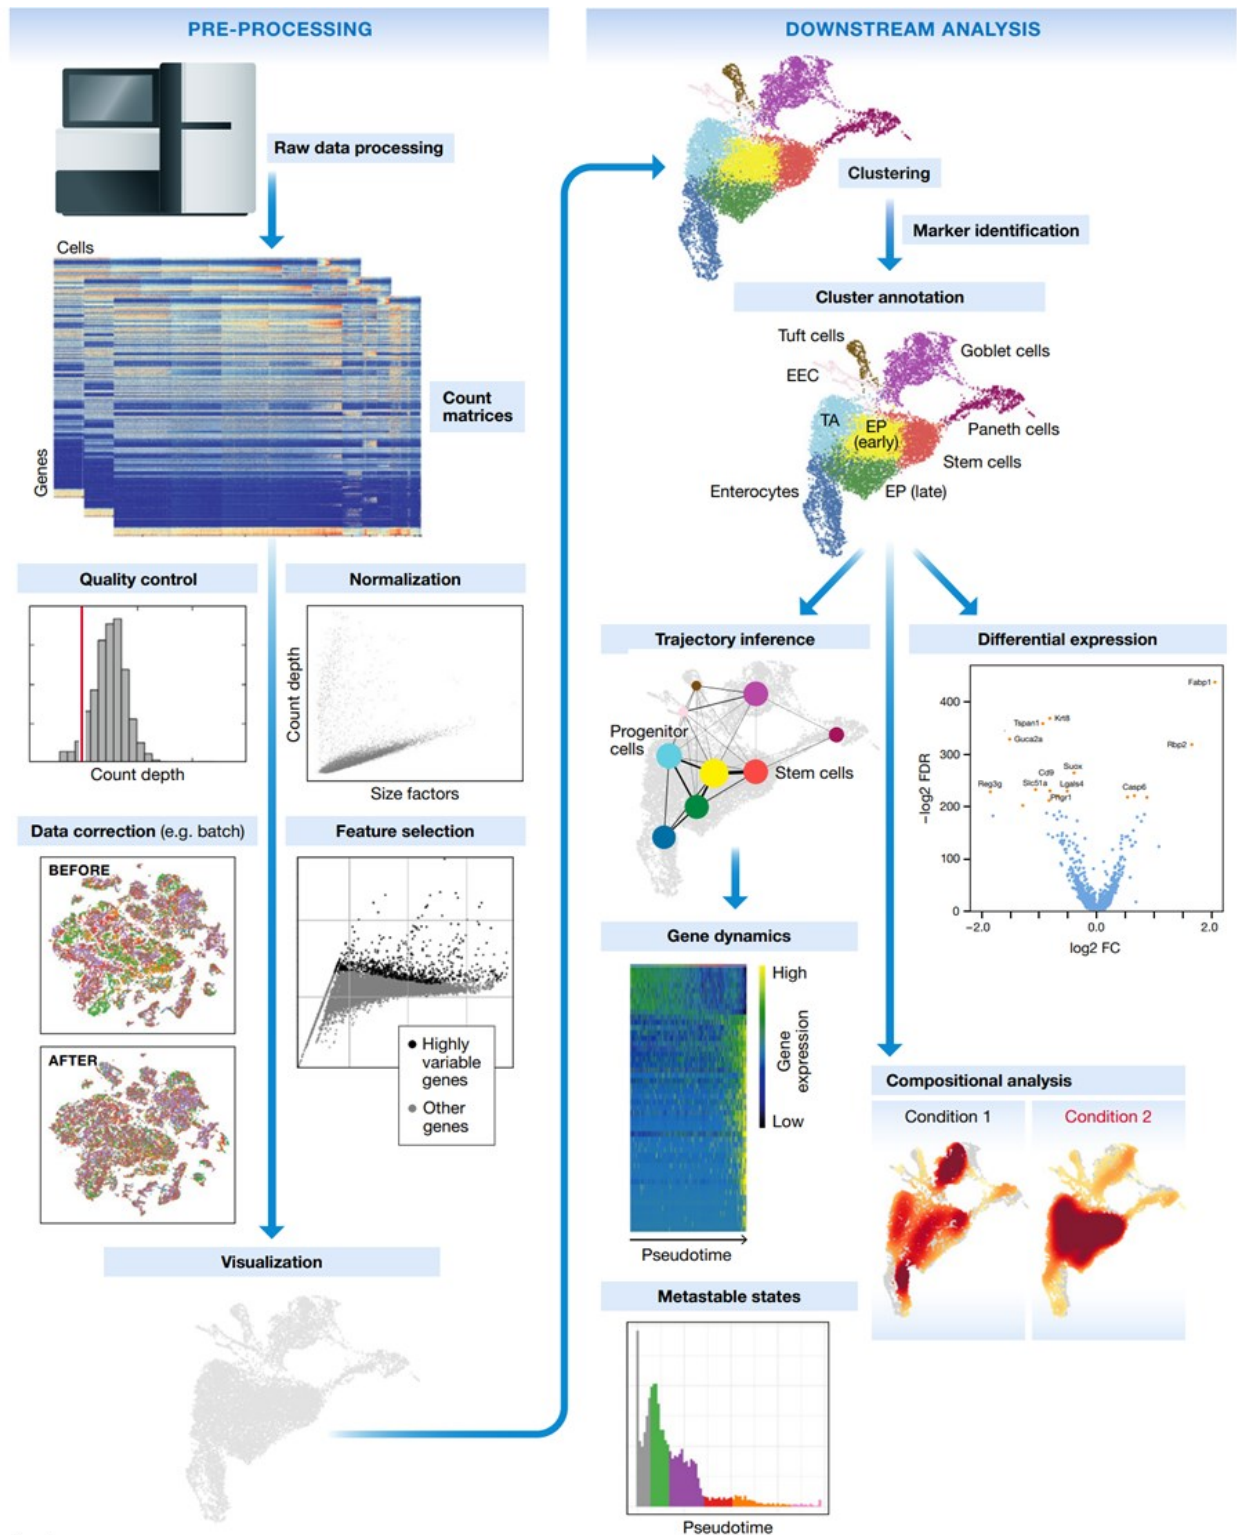 PRE-PROCESSING
Raw data processing
Cells
Genes
Count
matrices
Quality control
Count depth
Normalization
Count depth
Size factors
Data correction (e.g. batch)
BEFORE
AFTER
Feature selection
Highly
variable
genes
Other
genes
Visualization
DOWNSTREAM ANALYSIS
Clustering
Marker identification
Cluster annotation
Tuft cells
Goblet cells
EEC
TA
EP
(early)
Paneth cells
Stem cells
Enterocytes
EP (late)
Trajectory inference
Progenitor
cells
Stem cells
Gene dynamics
High
Gene
expression
Low
Pseudotime
Metastable states
Pseudotime
Differential expression
Fabp1
400
Krt8
Tspan1
Guca2a
Rbp2
300
Suox
Cd9
Reg3g
Slc51a
Lgals4
Casp6
Phgr1
200
100
0
−log2 FDR
−2.0
0.0
2.0
log2 FC
Compositional analysis
Condition 1
Condition 2